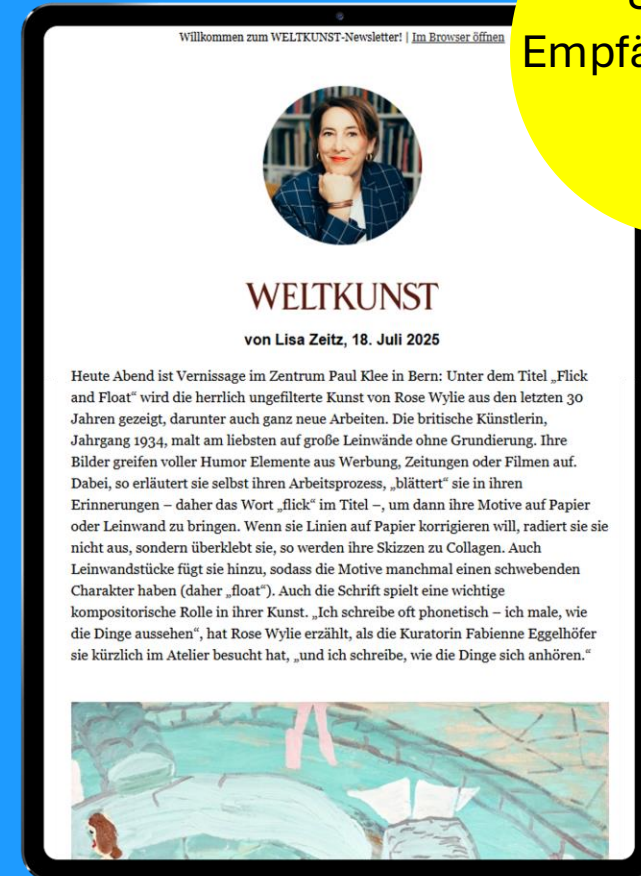 Willkommen zum WELTKUNST-Newsletter! | Im Browser öffnen
WELTKUNST
von Lisa Zeitz, 18. Juli 2025
Heute Abend ist Vernissage im Zentrum Paul Klee in Bern: Unter dem Titel „Flick
and Float“ wird die herrlich ungefilterte Kunst von Rose Wylie aus den letzten 30
Jahren gezeigt, darunter auch ganz neue Arbeiten. Die britische Künstlerin,
Jahrgang 1934, malt am liebsten auf große Leinwände ohne Grundierung. Ihre
Bilder greifen voller Humor Elemente aus Werbung, Zeitungen oder Filmen auf.
Dabei, so erläutert sie selbst ihren Arbeitsprozess, „blättert“ sie in ihren
Erinnerungen – daher das Wort „flick“ im Titel –, um dann ihre Motive auf Papier
oder Leinwand zu bringen. Wenn sie Linien auf Papier korrigieren will, radiert sie sie
nicht aus, sondern überklebt sie, so werden ihre Skizzen zu Collagen. Auch
Leinwandstücke fügt sie hinzu, sodass die Motive manchmal einen schwebenden
Charakter haben (daher „float“). Auch die Schrift spielt eine wichtige
kompositorische Rolle in ihrer Kunst. „Ich schreibe oft phonetisch – ich male, wie
die Dinge aussehen“, hat Rose Wylie erzählt, als die Kuratorin Fabienne Eggelhöfer
sie kürzlich im Atelier besucht hat, „und ich schreibe, wie die Dinge sich anhören.“